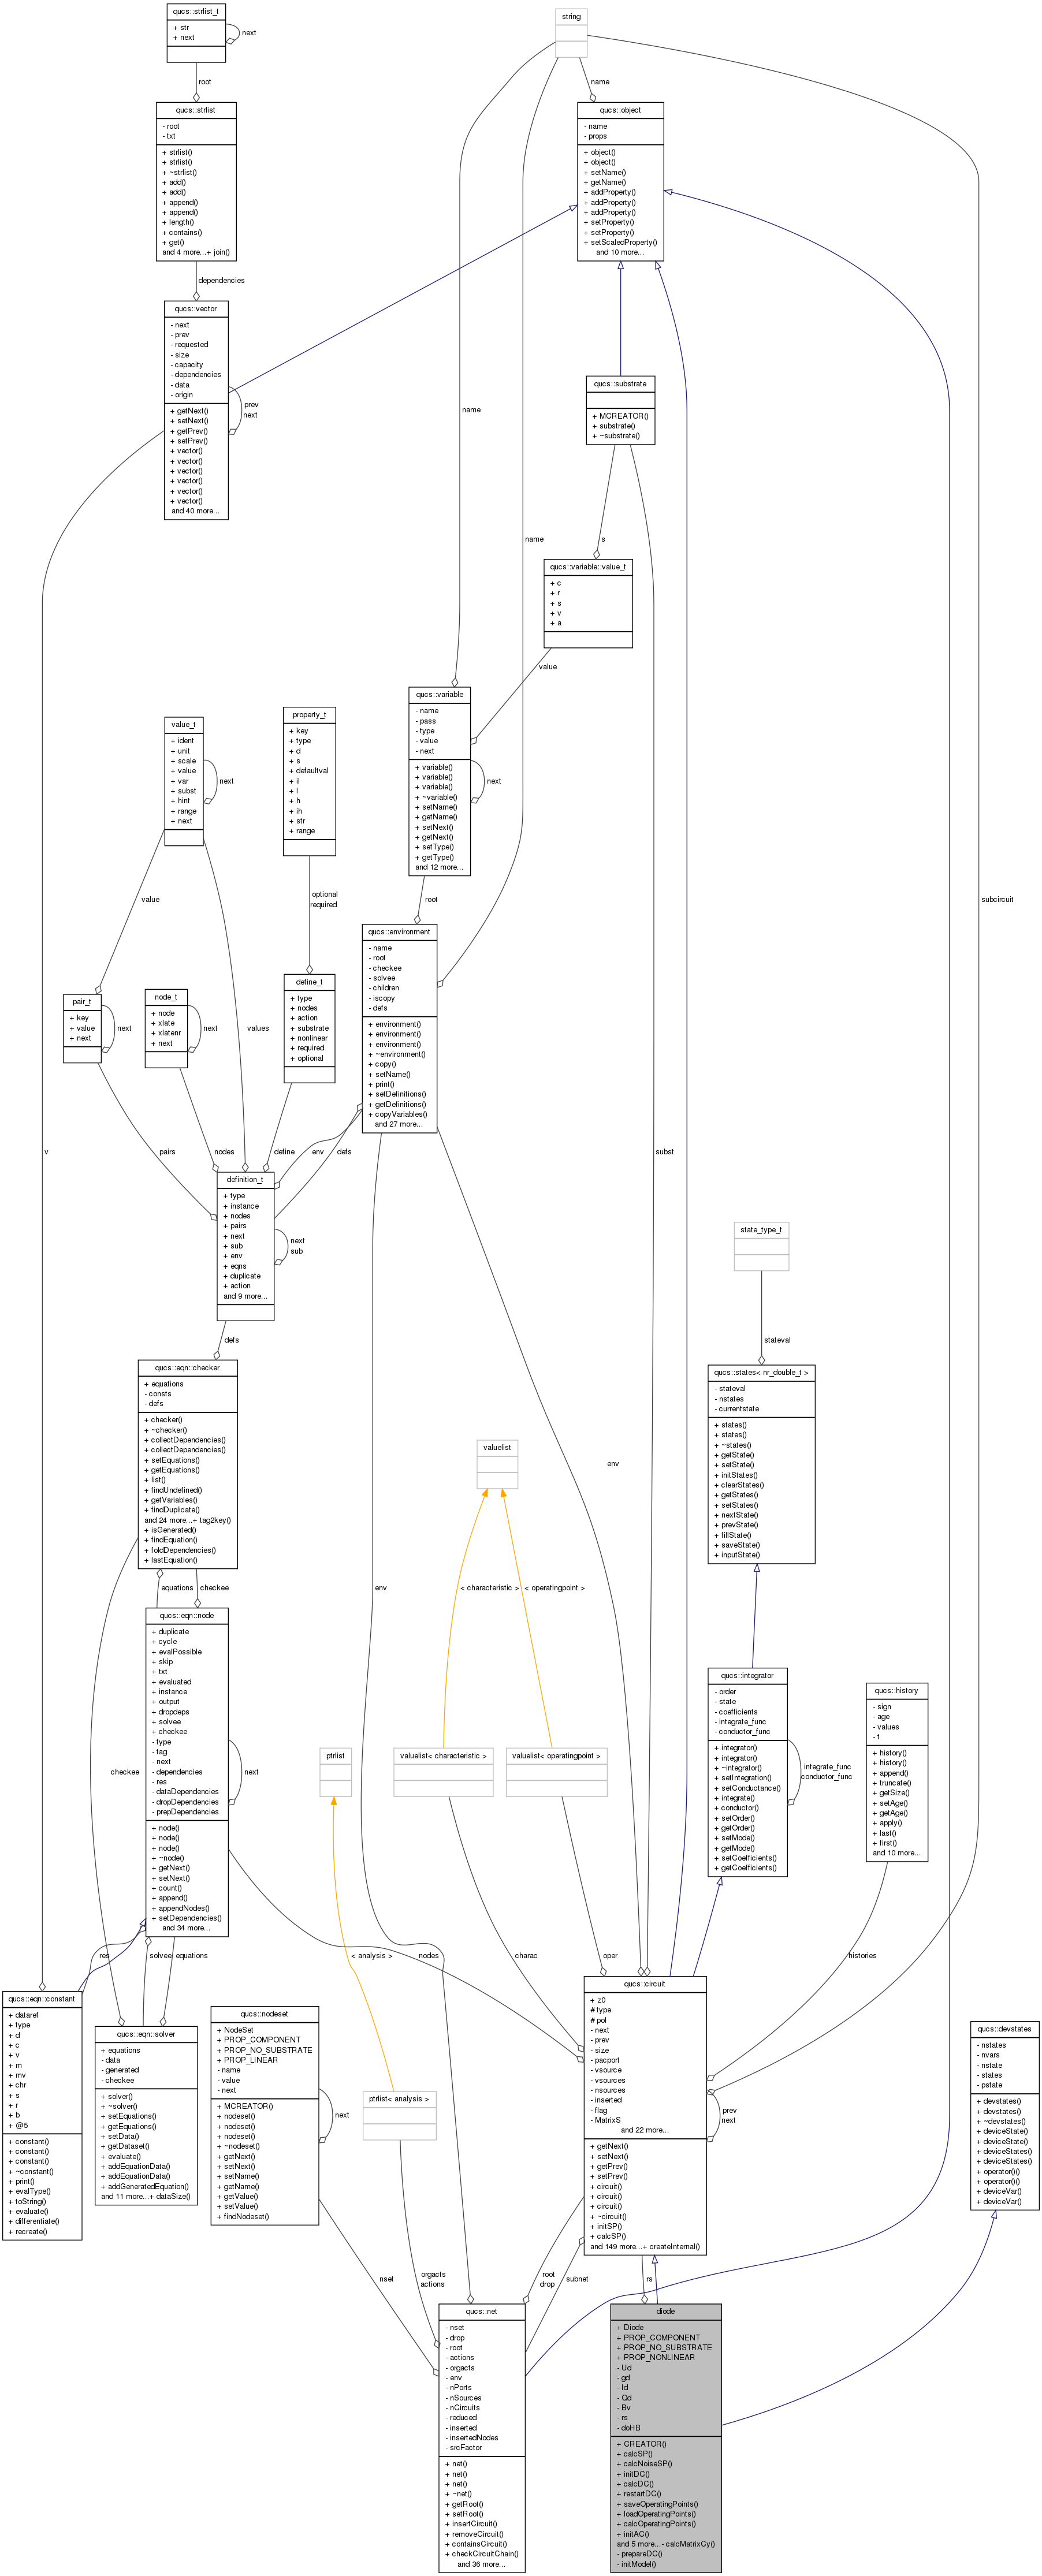 qucs::strlist_t
+ str
+ next
next
root
qucs::strlist
- root
- txt
+ strlist()
+ strlist()
+ ~strlist()
+ add()
+ add()
+ append()
+ append()
+ length()
+ contains()
+ get()
and 4 more...+ join()
dependencies
qucs::vector
- next
- prev
- requested
- size
- capacity
- dependencies
- data
- origin
+ getNext()
+ setNext()
+ getPrev()
+ setPrev()
+ vector()
+ vector()
+ vector()
+ vector()
+ vector()
+ vector()
and 40 more...
prev
next
string
name
qucs::object
- name
- props
+ object()
+ object()
+ setName()
+ getName()
+ addProperty()
+ addProperty()
+ addProperty()
+ setProperty()
+ setProperty()
+ setScaledProperty()
and 10 more...
qucs::substrate
+ MCREATOR()
+ substrate()
+ ~substrate()
name
name
s
qucs::variable::value_t
+ c
+ r
+ s
+ v
+ a
value
qucs::variable
- name
- pass
- type
- value
- next
+ variable()
+ variable()
+ variable()
+ ~variable()
+ setName()
+ getName()
+ setNext()
+ getNext()
+ setType()
+ getType()
and 12 more...
next
root
value_t
+ ident
+ unit
+ scale
+ value
+ var
+ subst
+ hint
+ range
+ next
next
property_t
+ key
+ type
+ d
+ s
+ defaultval
+ il
+ l
+ h
+ ih
+ str
+ range
optional
required
value
subcircuit
qucs::environment
- name
- root
- checkee
- solvee
- children
- iscopy
- defs
+ environment()
+ environment()
+ environment()
+ ~environment()
+ copy()
+ setName()
+ print()
+ setDefinitions()
+ getDefinitions()
+ copyVariables()
and 27 more...
define_t
+ type
+ nodes
+ action
+ substrate
+ nonlinear
+ required
+ optional
pair_t
+ key
+ value
+ next
next
node_t
+ node
+ xlate
+ xlatenr
+ next
next
values
v
pairs
nodes
define
env
defs
subst
definition_t
+ type
+ instance
+ nodes
+ pairs
+ next
+ sub
+ env
+ eqns
+ duplicate
+ action
and 9 more...
next
sub
defs
state_type_t
stateval
qucs::eqn::checker
+ equations
- consts
- defs
+ checker()
+ ~checker()
+ collectDependencies()
+ collectDependencies()
+ setEquations()
+ getEquations()
+ list()
+ findUndefined()
+ getVariables()
+ findDuplicate()
and 24 more...+ tag2key()
+ isGenerated()
+ findEquation()
+ foldDependencies()
+ lastEquation()
equations
checkee
qucs::states< nr_double_t >
- stateval
- nstates
- currentstate
+ states()
+ states()
+ ~states()
+ getState()
+ setState()
+ initStates()
+ clearStates()
+ getStates()
+ setStates()
+ nextState()
+ prevState()
+ fillState()
+ saveState()
+ inputState()
valuelist
env
env
< characteristic >
< operatingpoint >
qucs::eqn::node
+ duplicate
+ cycle
+ evalPossible
+ skip
+ txt
+ evaluated
+ instance
+ output
+ dropdeps
+ solvee
+ checkee
- type
- tag
- next
- dependencies
- res
- dataDependencies
- dropDependencies
- prepDependencies
+ node()
+ node()
+ node()
+ ~node()
+ getNext()
+ setNext()
+ count()
+ append()
+ appendNodes()
+ setDependencies()
and 34 more...
next
checkee
ptrlist
valuelist< characteristic >
valuelist< operatingpoint >
qucs::integrator
- order
- state
- coefficients
- integrate_func
- conductor_func
+ integrator()
+ integrator()
+ ~integrator()
+ setIntegration()
+ setConductance()
+ integrate()
+ conductor()
+ setOrder()
+ getOrder()
+ setMode()
+ getMode()
+ setCoefficients()
+ getCoefficients()
integrate_func
conductor_func
qucs::history
- sign
- age
- values
- t
+ history()
+ history()
+ append()
+ truncate()
+ getSize()
+ setAge()
+ getAge()
+ apply()
+ last()
+ first()
and 10 more...
res
solvee
equations
< analysis >
nodes
charac
oper
histories
qucs::eqn::constant
+ dataref
+ type
+ d
+ c
+ v
+ m
+ mv
+ chr
+ s
+ r
+ b
+ @5
+ constant()
+ constant()
+ constant()
+ ~constant()
+ print()
+ evalType()
+ toString()
+ evaluate()
+ differentiate()
+ recreate()
qucs::eqn::solver
+ equations
- data
- generated
- checkee
+ solver()
+ ~solver()
+ setEquations()
+ getEquations()
+ setData()
+ getDataset()
+ evaluate()
+ addEquationData()
+ addEquationData()
+ addGeneratedEquation()
and 11 more...+ dataSize()
qucs::nodeset
+ NodeSet
+ PROP_COMPONENT
+ PROP_NO_SUBSTRATE
+ PROP_LINEAR
- name
- value
- next
+ MCREATOR()
+ nodeset()
+ nodeset()
+ nodeset()
+ ~nodeset()
+ getNext()
+ setNext()
+ setName()
+ getName()
+ getValue()
+ setValue()
+ findNodeset()
next
ptrlist< analysis >
qucs::circuit
+ z0
# type
# pol
- next
- prev
- size
- pacport
- vsource
- vsources
- nsources
- inserted
- flag
- MatrixS
and 22 more...
+ getNext()
+ setNext()
+ getPrev()
+ setPrev()
+ circuit()
+ circuit()
+ circuit()
+ ~circuit()
+ initSP()
+ calcSP()
and 149 more...+ createInternal()
prev
next
qucs::devstates
- nstates
- nvars
- nstate
- states
- pstate
+ devstates()
+ devstates()
+ ~devstates()
+ deviceState()
+ deviceState()
+ deviceStates()
+ deviceStates()
+ operator()()
+ operator()()
+ deviceVar()
+ deviceVar()
nset
orgacts
actions
root
drop
subnet
rs
qucs::net
- nset
- drop
- root
- actions
- orgacts
- env
- nPorts
- nSources
- nCircuits
- reduced
- inserted
- insertedNodes
- srcFactor
+ net()
+ net()
+ net()
+ ~net()
+ getRoot()
+ setRoot()
+ insertCircuit()
+ removeCircuit()
+ containsCircuit()
+ checkCircuitChain()
and 36 more...
diode
+ Diode
+ PROP_COMPONENT
+ PROP_NO_SUBSTRATE
+ PROP_NONLINEAR
- Ud
- gd
- Id
- Qd
- Bv
- rs
- doHB
+ CREATOR()
+ calcSP()
+ calcNoiseSP()
+ initDC()
+ calcDC()
+ restartDC()
+ saveOperatingPoints()
+ loadOperatingPoints()
+ calcOperatingPoints()
+ initAC()
and 5 more...- calcMatrixCy()
- prepareDC()
- initModel()